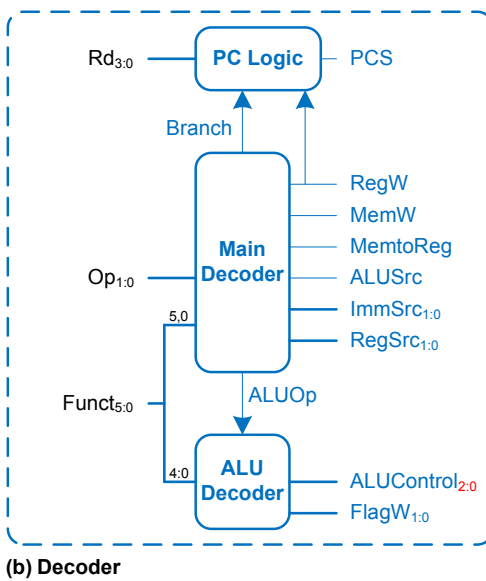 Rd3:0 PC Logic PCS
Branch
RegW
MemW
Main Decoder
MemtoReg
Op1:0
ALUSrc
5,0
ImmSrc1:0
RegSrc1:0
Funct5:0
ALUOp
4:0
ALU Decoder
ALUControl2:0
FlagW1:0
(b) Decoder